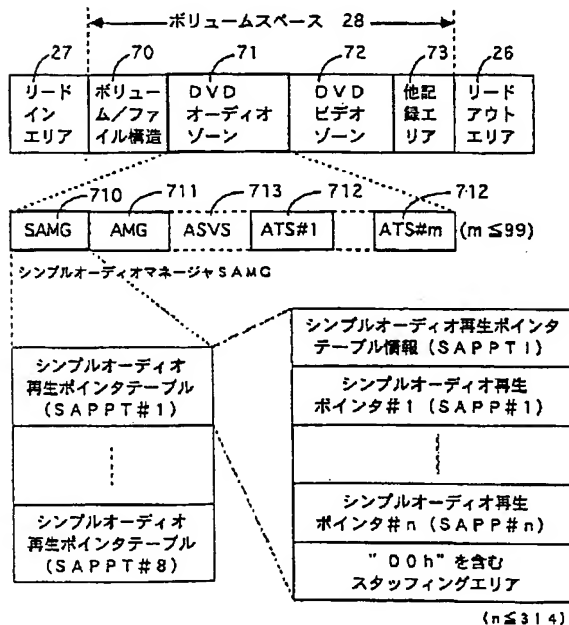 ボリュームスペース 28
27
70
71
72
73
26
リード
イン
エリア
ボリュー
ム/ファ
イル構造
DVD
オーディオ
ゾーン
DVD
ビデオ
ゾーン
他記
録エ
リア
リード
アウト
エリア
710
711
713
712
712
SAMG
AMG
ASVS
ATS#1
ATS#m
(m≦99)
シンプルオーディオマネージャSAMG
シンプルオーディオ
再生ポインタテーブル
(SAPPT#1)
シンプルオーディオ
再生ポインタテーブル
(SAPPT#8)
シンプルオーディオ再生ポインタ
テーブル情報(SAPPTI)
シンプルオーディオ再生
ポインタ#1(SAPP#1)
シンプルオーディオ再生
ポインタ#n(SAPP#n)
"00h"を含む
スタッフィングエリア
(n≦314)